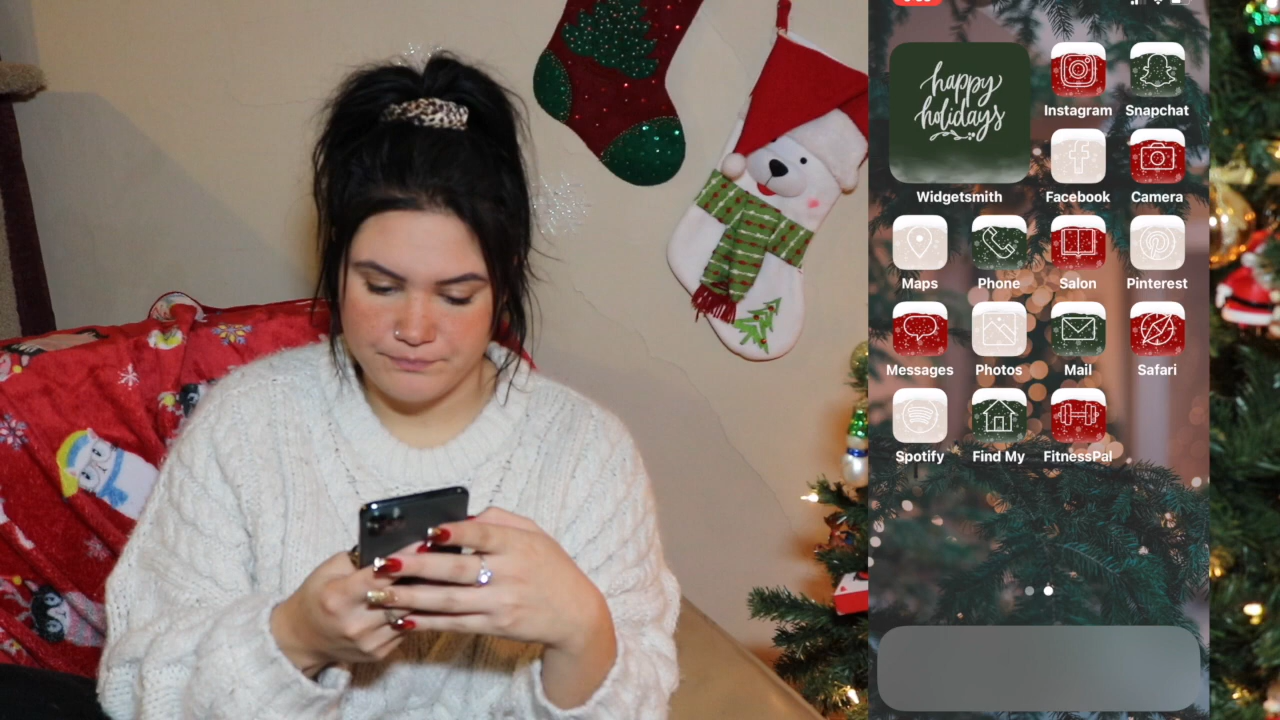 happy
holidays
Widgetsmith
Instagram Snapchat
Facebook Camera
Maps Phone Salon Pinterest
Messages Photos Mail Safari
Spotify Find My FitnessPal